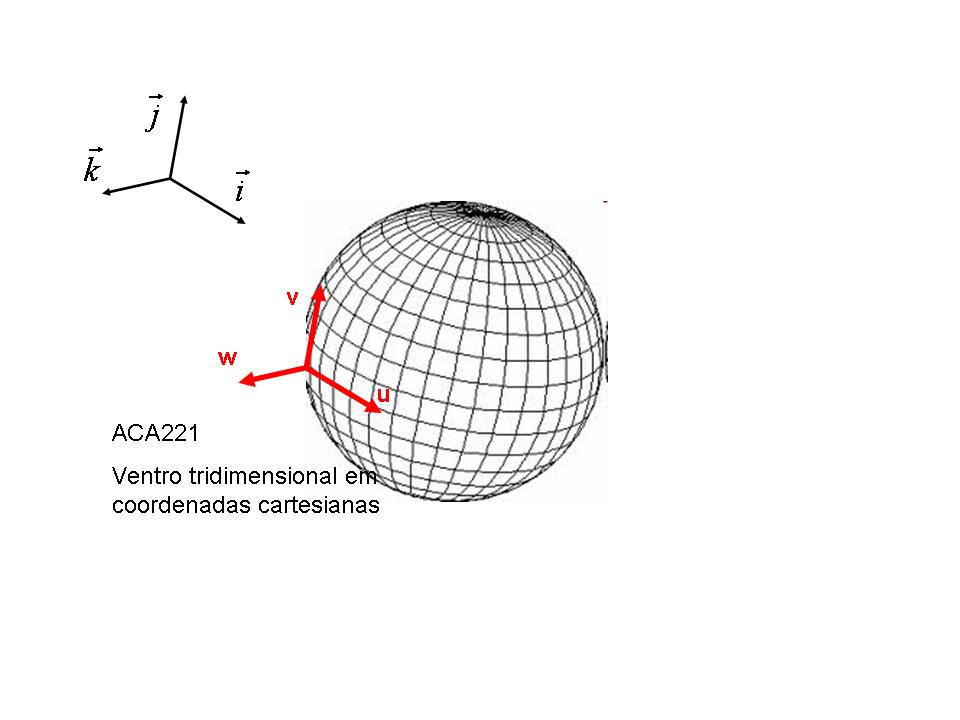 j
k
i
v
w
u
ACA221
Ventro tridimensional em
coordenadas cartesianas